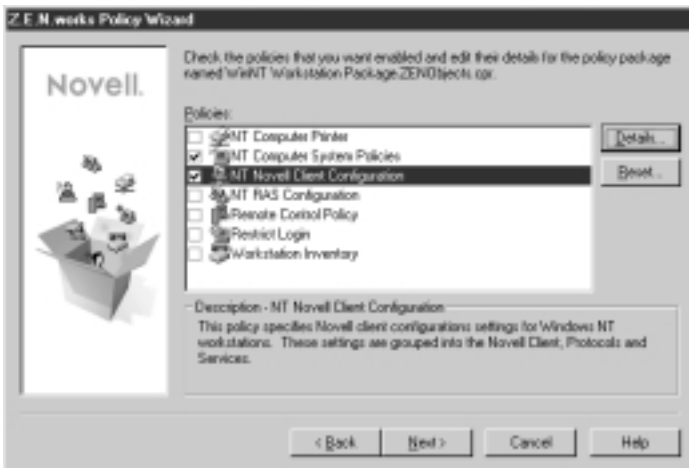 Z.E.N.works Policy Wizard
Novell.
Check the policies that you want enabled and edit their details for the policy package
named WinNT Workstation Package.ZENObjects.cpr.
Policies:
NT Computer Printer
NT Computer System Policies
NT Novell Client Configuration
NT RAS Configuration
Remote Control Policy
Restrict Login
Workstation Inventory
Details...
Reset...
Description - NT Novell Client Configuration
This policy specifies Novell client configurations settings for Windows NT
workstations. These settings are grouped into the Novell Client, Protocols and
Services.
< Back
Next >
Cancel
Help